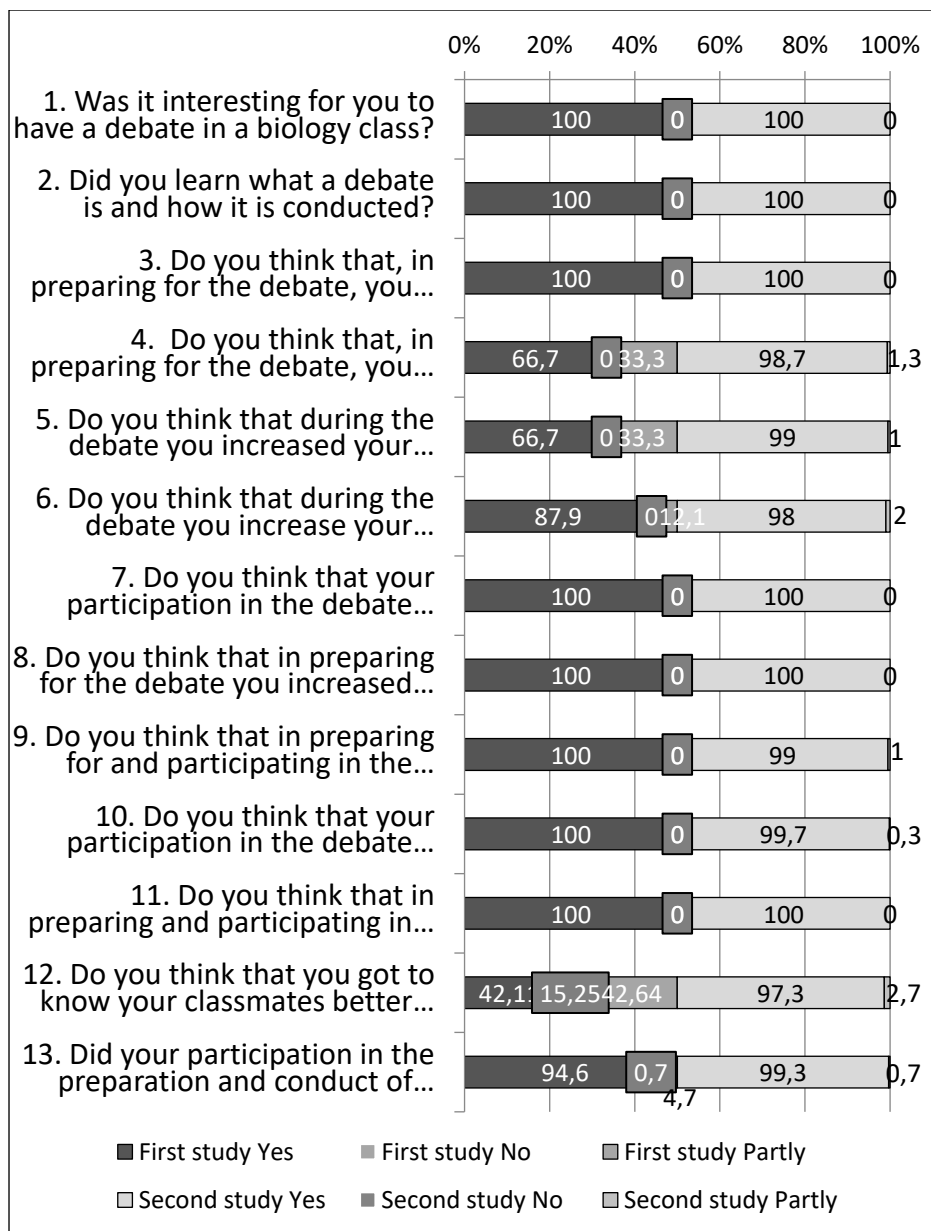 0% 20% 40% 60% 80% 100%
1. Was it interesting for you to
have a debate in a biology class?
100 0 100 0
2. Did you learn what a debate
is and how it is conducted?
100 0 100 0
3. Do you think that, in
preparing for the debate, you...
100 0 100 0
4. Do you think that, in
preparing for the debate, you...
66,7 0 33,3 98,7 1,3
5. Do you think that during the
debate you increased your...
66,7 0 33,3 99 1
6. Do you think that during the
debate you increase your...
87,9 0 12,1 98 2
7. Do you think that your
participation in the debate...
100 0 100 0
8. Do you think that in preparing
for the debate you increased...
100 0 100 0
9. Do you think that in preparing
for and participating in the...
100 0 99 1
10. Do you think that your
participation in the debate...
100 0 99,7 0,3
11. Do you think that in
preparing and participating in...
100 0 100 0
12. Do you think that you got to
know your classmates better...
42,11 15,25 42,64 97,3 2,7
13. Did your participation in the
preparation and conduct of...
94,6 0,7 4,7 99,3 0,7
First study Yes First study No First study Partly
Second study Yes Second study No Second study Partly